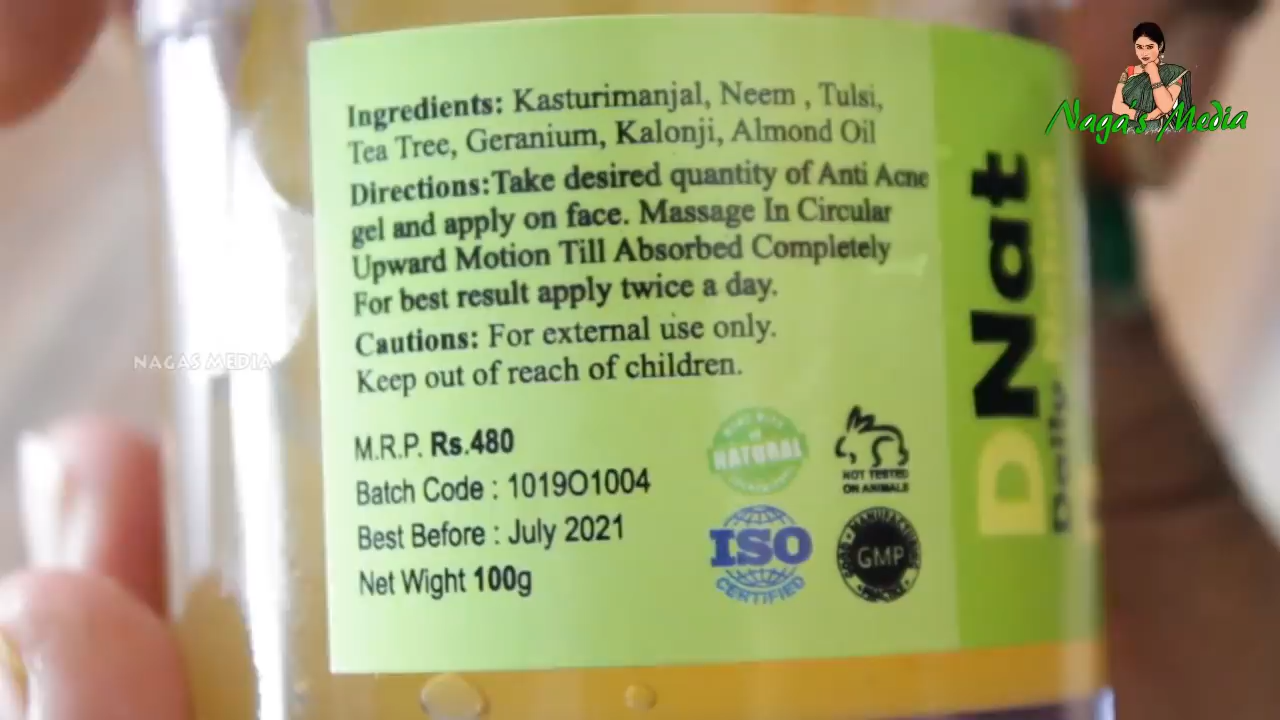 Ingredients: Kasturimanjal, Neem , Tulsi,
Tea Tree, Geranium, Kalonji, Almond Oil
Directions:Take desired quantity of Anti Acne
gel and apply on face. Massage In Circular
Upward Motion Till Absorbed Completely
For best result apply twice a day.
Cautions: For external use only.
Keep out of reach of children.
M.R.P. Rs.480
Batch Code : 1019O1004
Best Before : July 2021
Net Wight 100g
NATURAL
NOT TESTED
ON ANIMALS
ISO
CERTIFIED
GMP
DNat
Daily
Naga's Media
NAGAS MEDIA